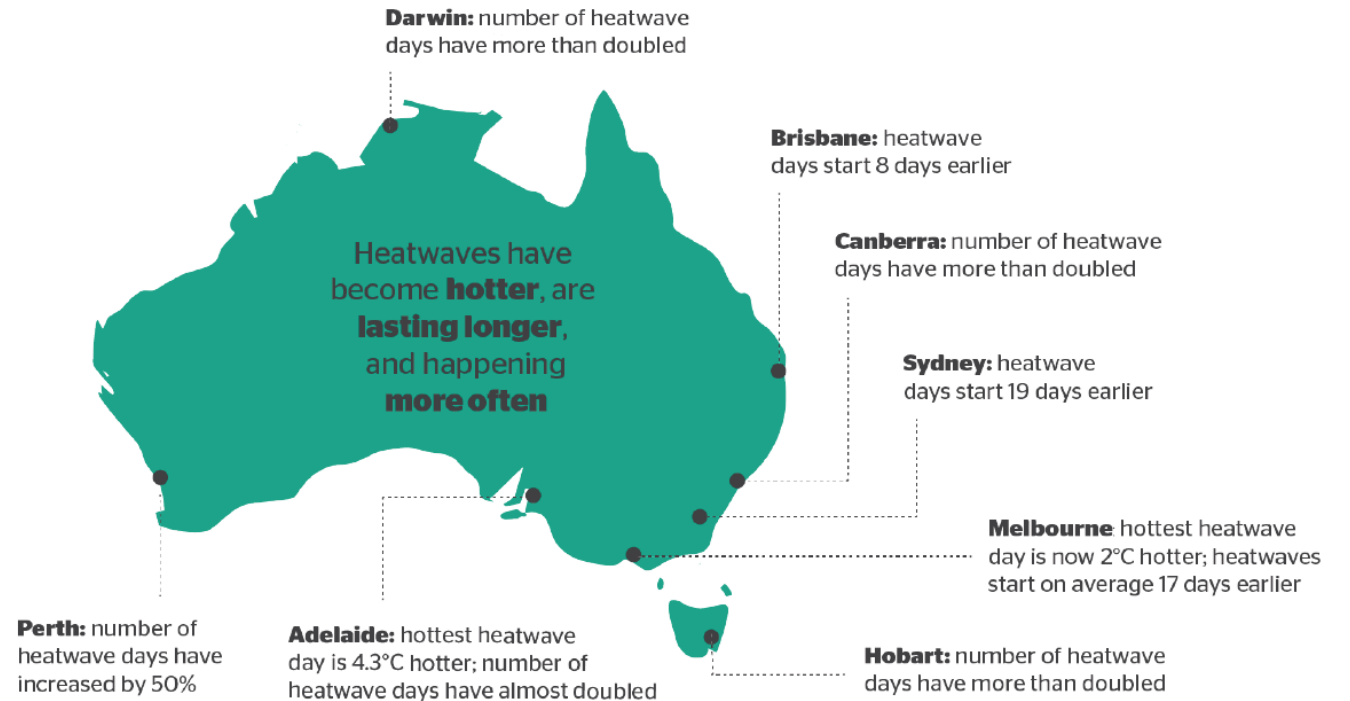 Darwin: number of heatwave
days have more than doubled
Brisbane: heatwave
days start 8 days earlier
Canberra: number of heatwave
days have more than doubled
Heatwaves have
become hotter, are
lasting longer,
and happening
more often
Sydney: heatwave
days start 19 days earlier
Melbourne: hottest heatwave
day is now 2°C hotter; heatwaves
start on average 17 days earlier
Perth: number of
heatwave days have
increased by 50%
Adelaide: hottest heatwave
day is 4.3°C hotter; number of
heatwave days have almost doubled
Hobart: number of heatwave
days have more than doubled